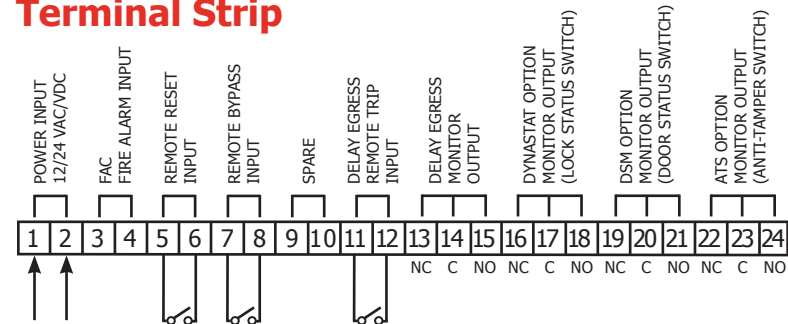 Terminal Strip
POWER INPUT
12/24 VAC/VDC
FAC
FIRE ALARM INPUT
REMOTE RESET
INPUT
REMOTE BYPASS
INPUT
SPARE
DELAY EGRESS
REMOTE TRIP
INPUT
DELAY EGRESS
MONITOR
OUTPUT
DYNASTAT OPTION
MONITOR OUTPUT
(LOCK STATUS SWITCH)
DSM OPTION
MONITOR OUTPUT
(DOOR STATUS SWITCH)
ATS OPTION
MONITOR OUTPUT
(ANTI-TAMPER SWITCH)
1 2 3 4 5 6 7 8 9 10 11 12 13 14 15 16 17 18 19 20 21 22 23 24
NC C NO NC C NO NC C NO NC C NO